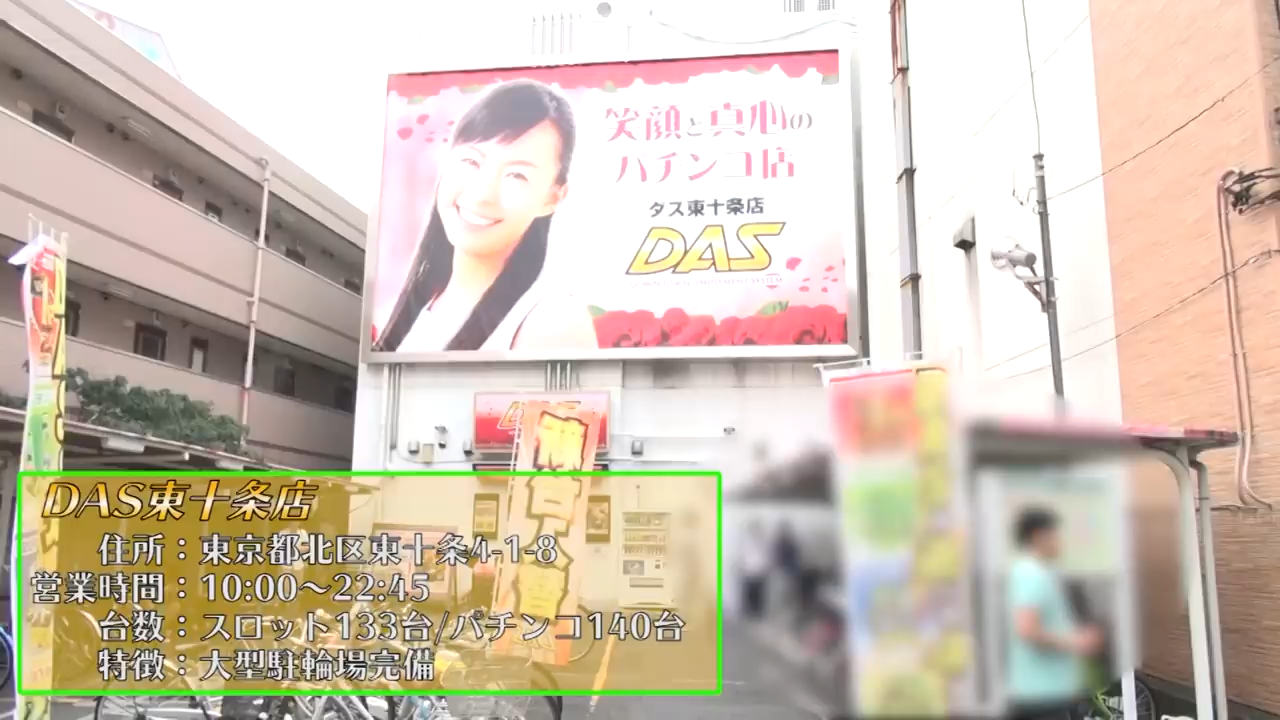 笑顔と真心の
パチンコ店
ダス東十条店
DAS
DAS東十条店
住所：東京都北区東十条4-1-8
営業時間：10:00〜22:45
台数：スロット133台/パチンコ140台
特徴：大型駐輪場完備